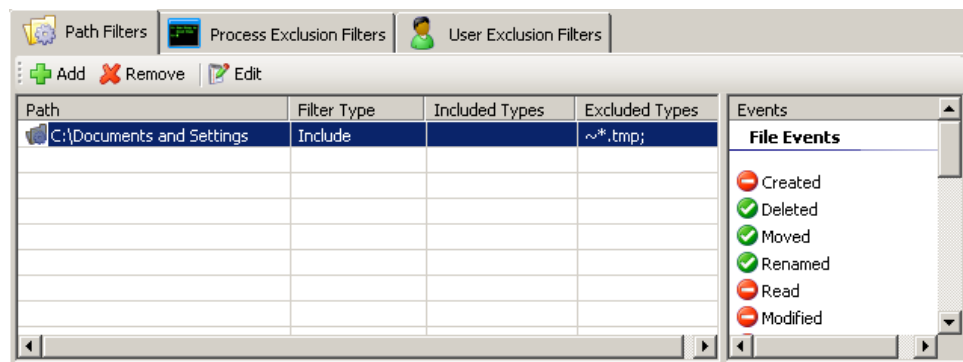 Path Filters Process Exclusion Filters User Exclusion Filters
Add Remove Edit
Path Filter Type Included Types Excluded Types Events
C:\Documents and Settings Include ~*.tmp; File Events
Created
Deleted
Moved
Renamed
Read
Modified